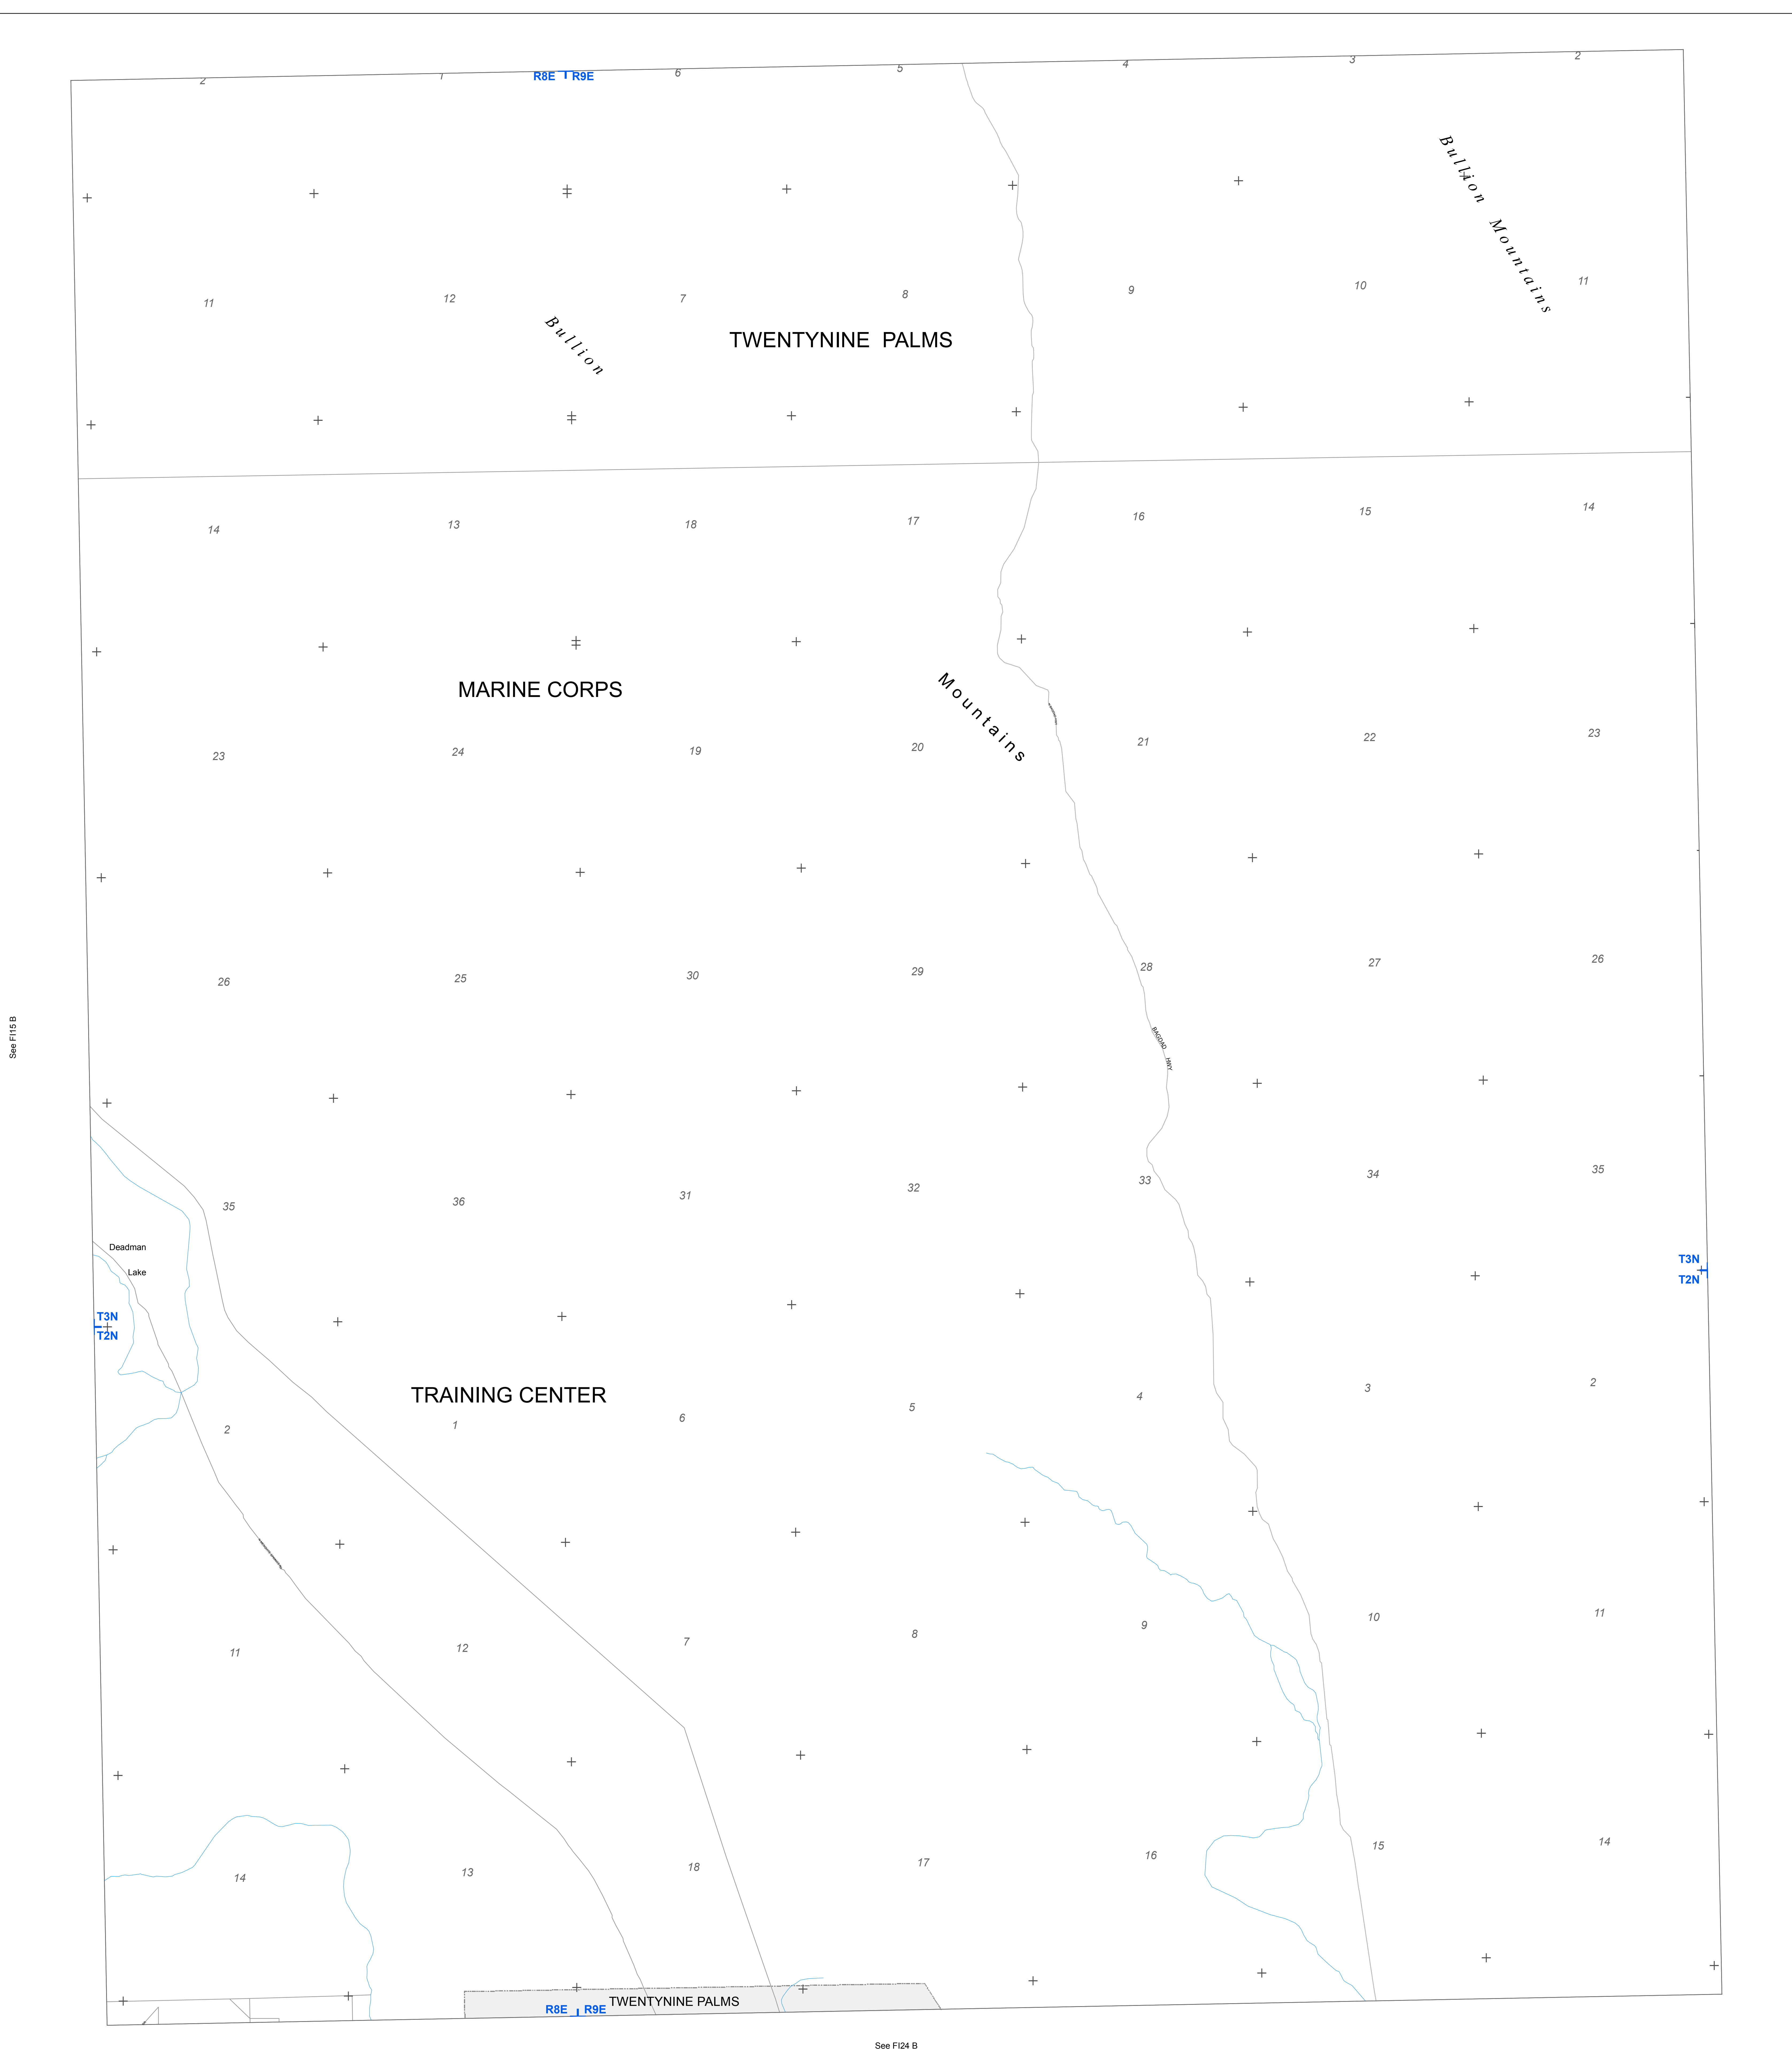 2 1 R8E R9E 6 5 4 3 2
Bullion Mountains
11 12 7 8 9 10 11
Bullion
TWENTYNINE PALMS
14 13 18 17 16 15 14
MARINE CORPS
Mountains
23 24 19 20 21 22 23
26 25 30 29 28 27 26
See FI15 B
BAGDAD HWY
35 36 31 32 33 34 35
Deadman
Lake
T3N
T2N
T3N
T2N
TRAINING CENTER
2 1 6 5 4 3 2
11 12 7 8 9 10 11
14 13 18 17 16 15 14
TWENTYNINE PALMS
R8E R9E
See FI24 B